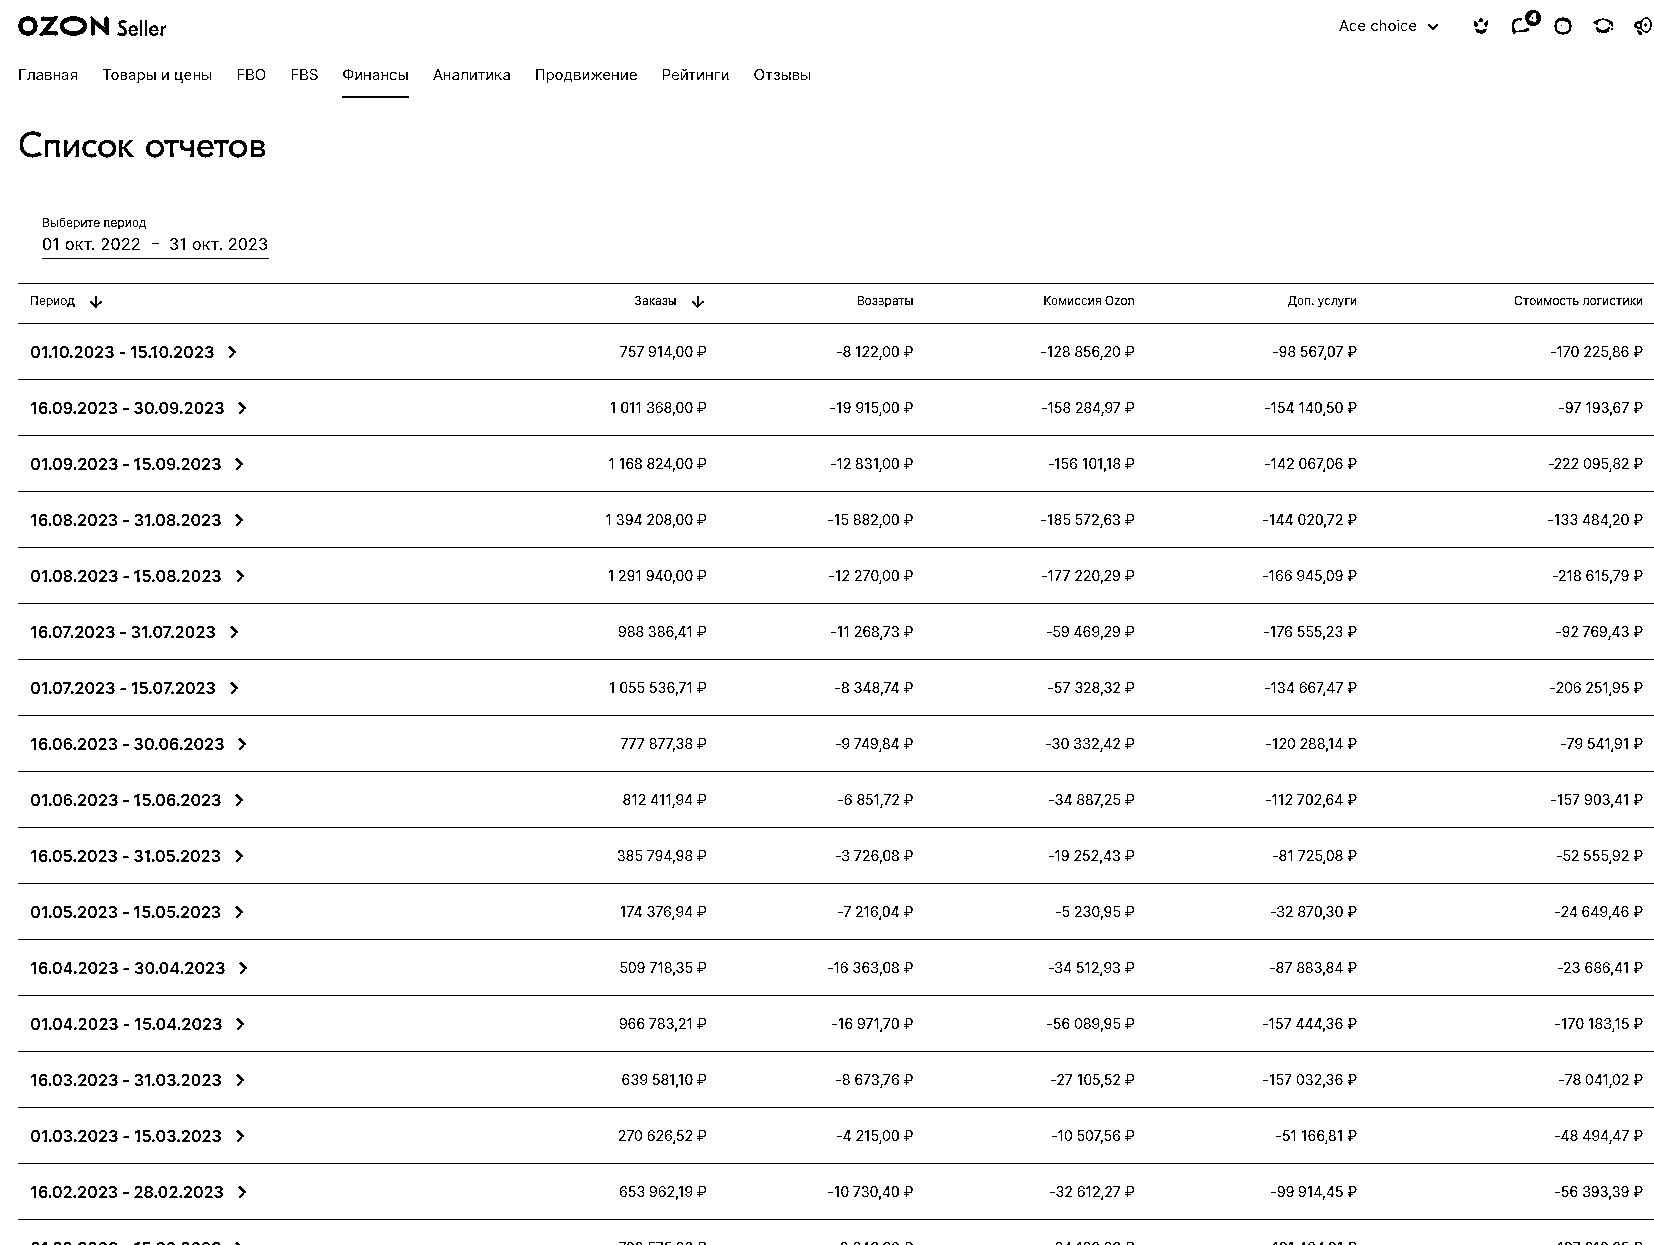 OZON Seller
Ace choice
4
Главная Товары и цены FBO FBS Финансы Аналитика Продвижение Рейтинги Отзывы
Список отчетов
Выберите период
01 окт. 2022 – 31 окт. 2023
Период Заказы Возвраты Комиссия Ozon Доп. услуги Стоимость логистики
01.10.2023 - 15.10.2023 757 914,00 ₽ -8 122,00 ₽ -128 856,20 ₽ -98 567,07 ₽ -170 225,86 ₽
16.09.2023 - 30.09.2023 1 011 368,00 ₽ -19 915,00 ₽ -158 284,97 ₽ -154 140,50 ₽ -97 193,67 ₽
01.09.2023 - 15.09.2023 1 168 824,00 ₽ -12 831,00 ₽ -156 101,18 ₽ -142 067,06 ₽ -222 095,82 ₽
16.08.2023 - 31.08.2023 1 394 208,00 ₽ -15 882,00 ₽ -185 572,63 ₽ -144 020,72 ₽ -133 484,20 ₽
01.08.2023 - 15.08.2023 1 291 940,00 ₽ -12 270,00 ₽ -177 220,29 ₽ -166 945,09 ₽ -218 615,79 ₽
16.07.2023 - 31.07.2023 988 386,41 ₽ -11 268,73 ₽ -59 469,29 ₽ -176 555,23 ₽ -92 769,43 ₽
01.07.2023 - 15.07.2023 1 055 536,71 ₽ -8 348,74 ₽ -57 328,32 ₽ -134 667,47 ₽ -206 251,95 ₽
16.06.2023 - 30.06.2023 777 877,38 ₽ -9 749,84 ₽ -30 332,42 ₽ -120 288,14 ₽ -79 541,91 ₽
01.06.2023 - 15.06.2023 812 411,94 ₽ -6 851,72 ₽ -34 887,25 ₽ -112 702,64 ₽ -157 903,41 ₽
16.05.2023 - 31.05.2023 385 794,98 ₽ -3 726,08 ₽ -19 252,43 ₽ -81 725,08 ₽ -52 555,92 ₽
01.05.2023 - 15.05.2023 174 376,94 ₽ -7 216,04 ₽ -5 230,95 ₽ -32 870,30 ₽ -24 649,46 ₽
16.04.2023 - 30.04.2023 509 718,35 ₽ -16 363,08 ₽ -34 512,93 ₽ -87 883,84 ₽ -23 686,41 ₽
01.04.2023 - 15.04.2023 966 783,21 ₽ -16 971,70 ₽ -56 089,95 ₽ -157 444,36 ₽ -170 183,15 ₽
16.03.2023 - 31.03.2023 639 581,10 ₽ -8 673,76 ₽ -27 105,52 ₽ -157 032,36 ₽ -78 041,02 ₽
01.03.2023 - 15.03.2023 270 626,52 ₽ -4 215,00 ₽ -10 507,56 ₽ -51 166,81 ₽ -48 494,47 ₽
16.02.2023 - 28.02.2023 653 962,19 ₽ -10 730,40 ₽ -32 612,27 ₽ -99 914,45 ₽ -56 393,39 ₽